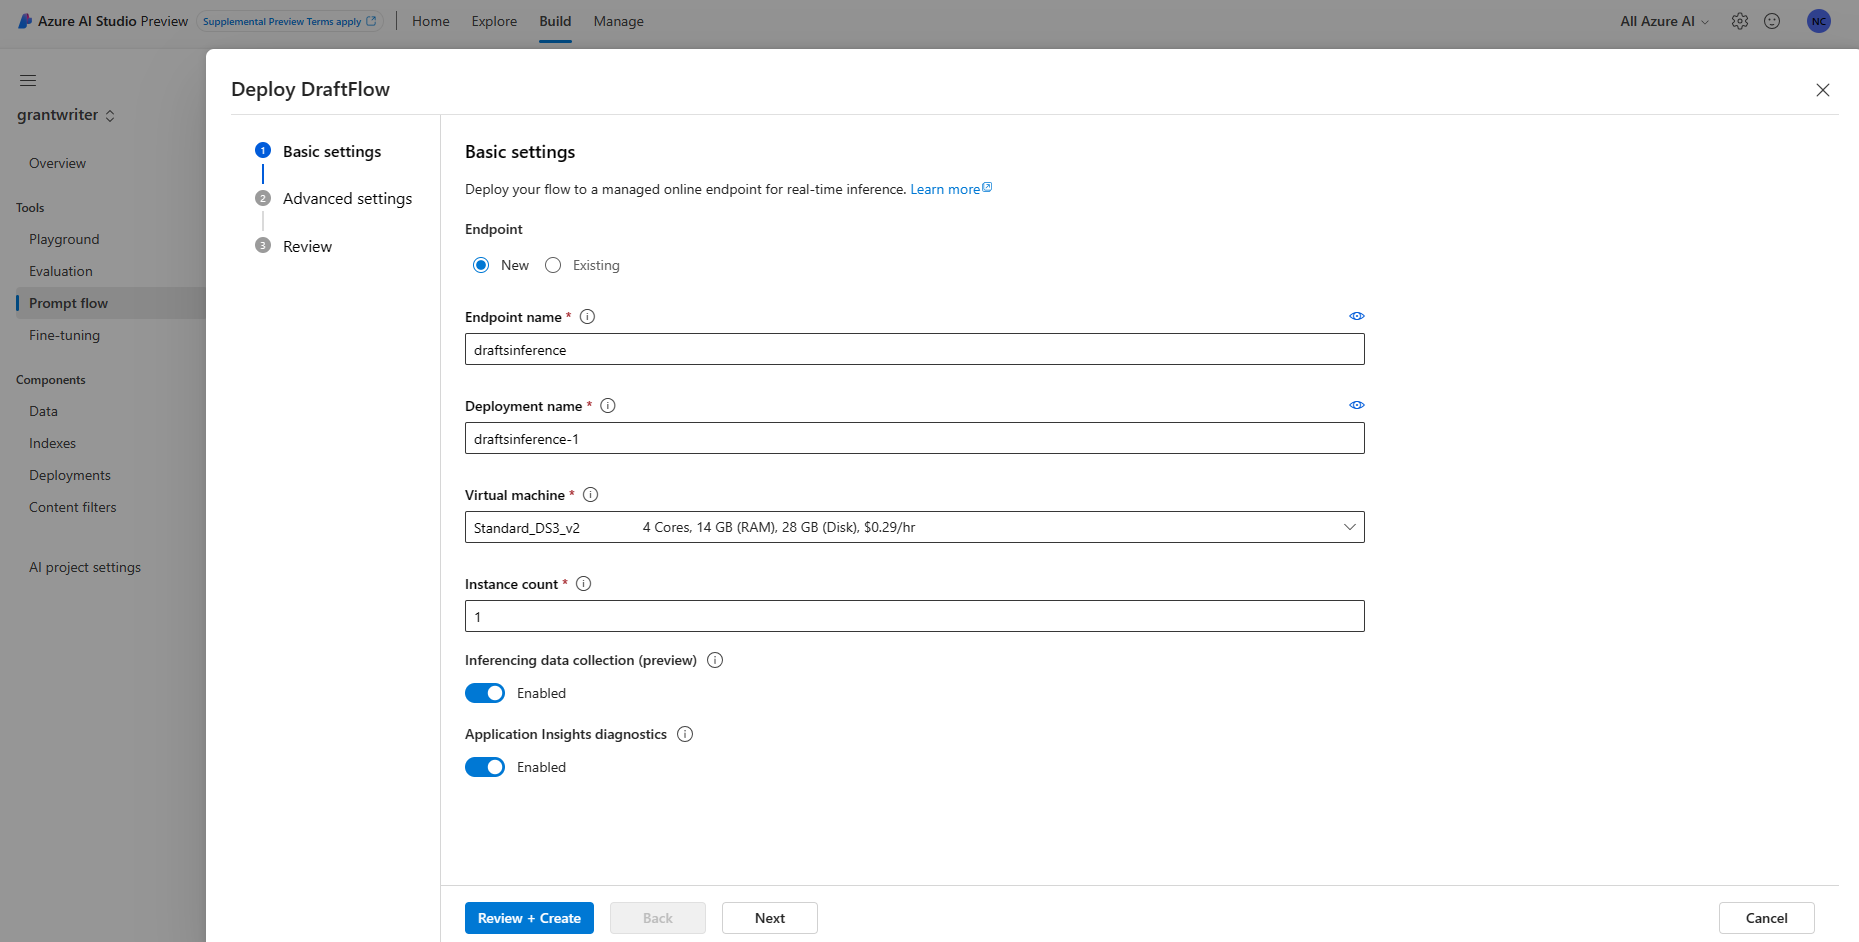 Azure AI Studio Preview Supplemental Preview Terms apply Home Explore Build Manage All Azure AI NC
Deploy DraftFlow
grantwriter
Overview
Tools
Playground
Evaluation
Prompt flow
Fine-tuning
Components
Data
Indexes
Deployments
Content filters
AI project settings
1 Basic settings
2 Advanced settings
3 Review
Basic settings
Deploy your flow to a managed online endpoint for real-time inference. Learn more
Endpoint
New Existing
Endpoint name *
draftsinference
Deployment name *
draftsinference-1
Virtual machine *
Standard_DS3_v2 4 Cores, 14 GB (RAM), 28 GB (Disk), $0.29/hr
Instance count *
1
Inferencing data collection (preview)
Enabled
Application Insights diagnostics
Enabled
Review + Create Back Next Cancel